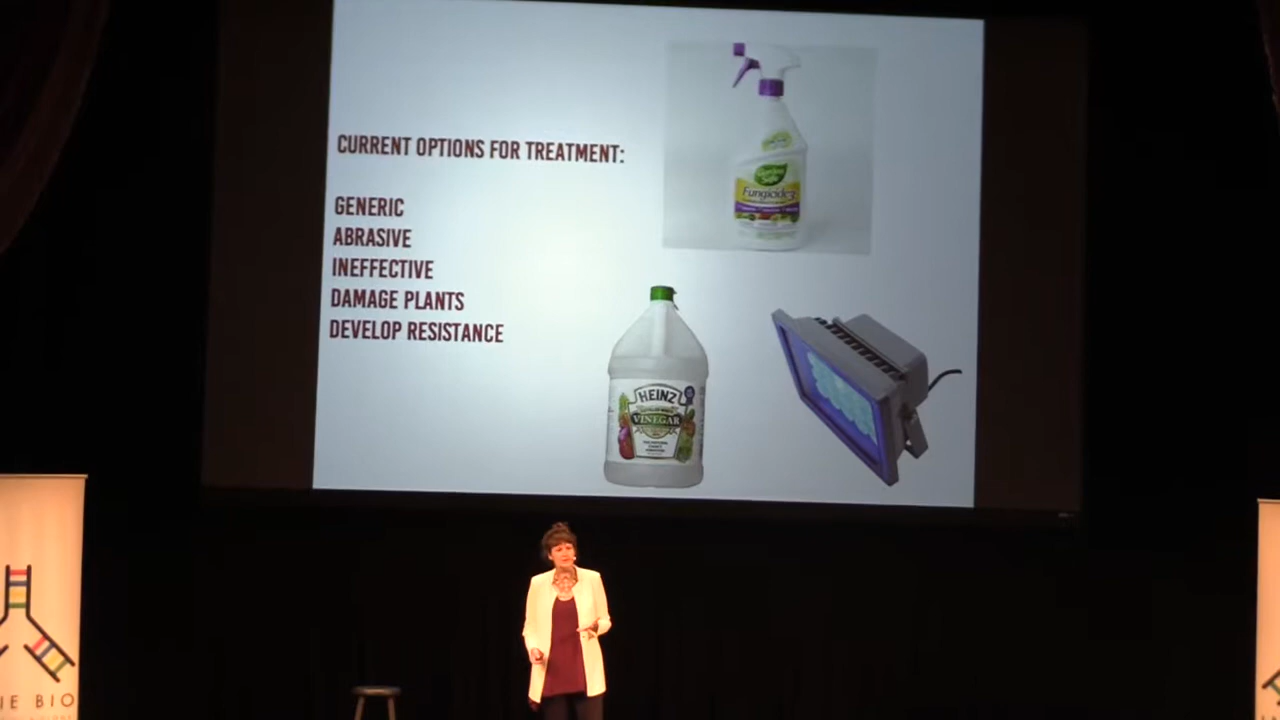 CURRENT OPTIONS FOR TREATMENT:
GENERIC
ABRASIVE
INEFFECTIVE
DAMAGE PLANTS
DEVELOP RESISTANCE
Fungicide
HEINZ
VINEGAR
IE BIO